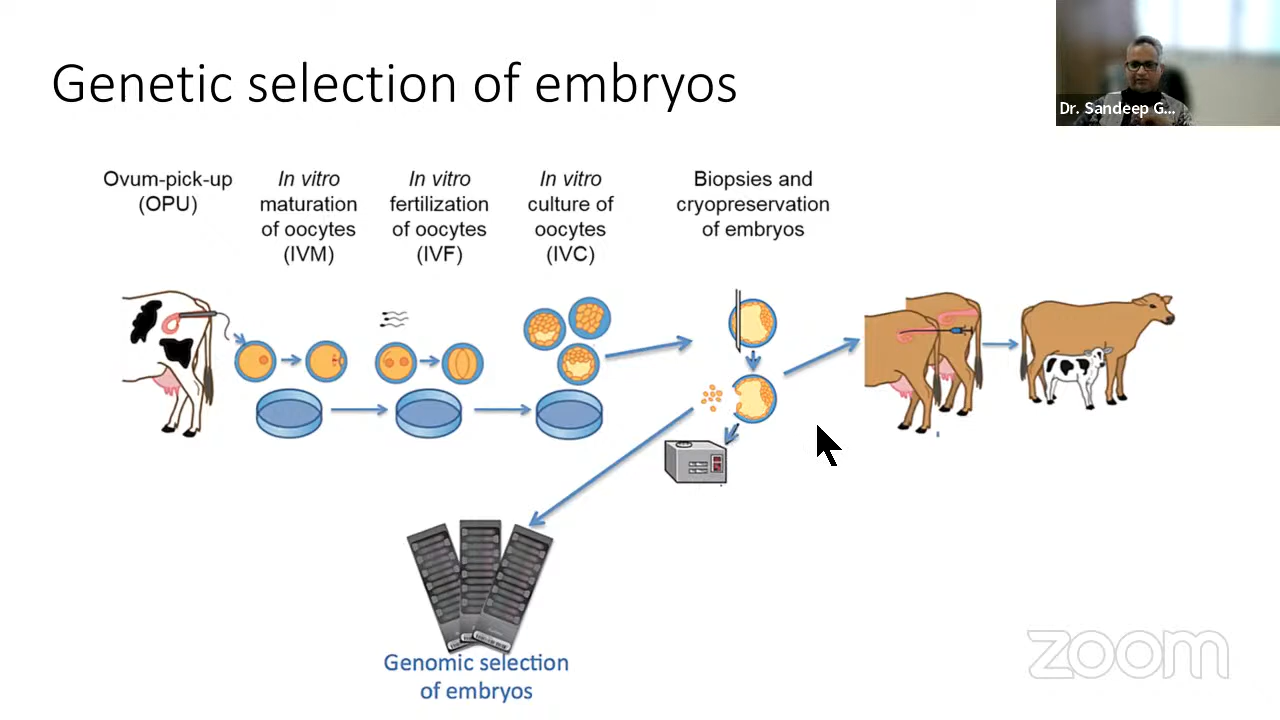 Genetic selection of embryos
Dr. Sandeep G...
Ovum-pick-up
(OPU)
In vitro
maturation
of oocytes
(IVM)
In vitro
fertilization
of oocytes
(IVF)
In vitro
culture of
oocytes
(IVC)
Biopsies and
cryopreservation
of embryos
Genomic selection
of embryos
zoom